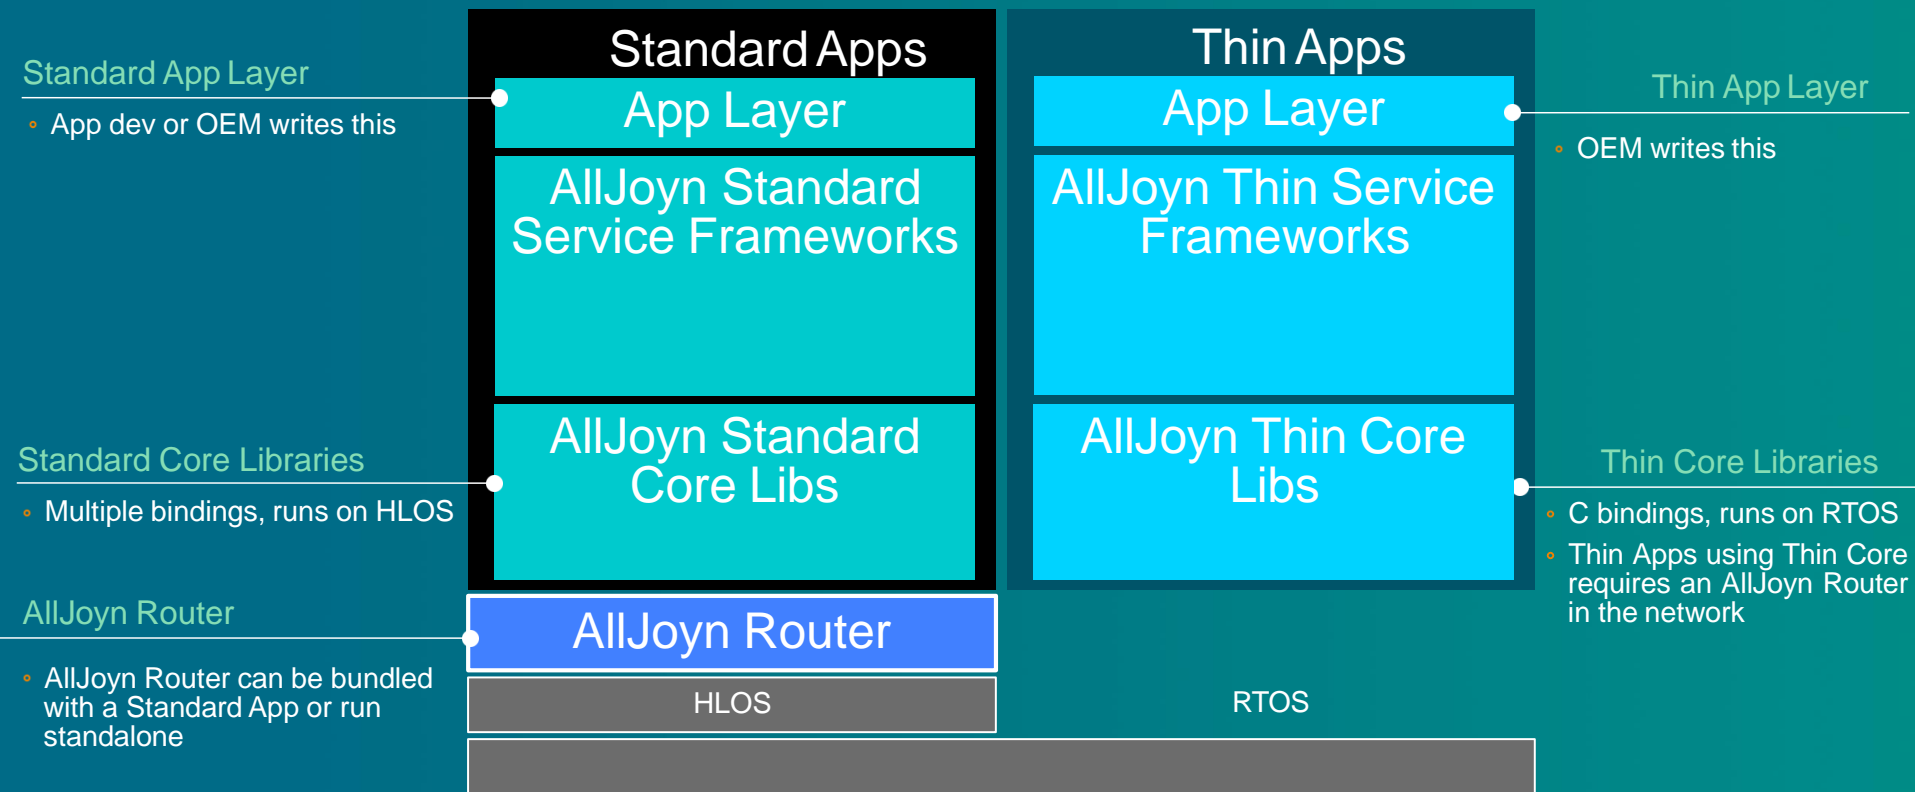 Standard Apps
Thin Apps
Standard App Layer
App dev or OEM writes this
App Layer
App Layer
Thin App Layer
OEM writes this
AllJoyn Standard
Service Frameworks
AllJoyn Thin Service
Frameworks
Standard Core Libraries
Multiple bindings, runs on HLOS
AllJoyn Standard
Core Libs
AllJoyn Thin Core
Libs
Thin Core Libraries
C bindings, runs on RTOS
Thin Apps using Thin Core
requires an AllJoyn Router
in the network
AllJoyn Router
AllJoyn Router can be bundled
with a Standard App or run
standalone
AllJoyn Router
HLOS
RTOS